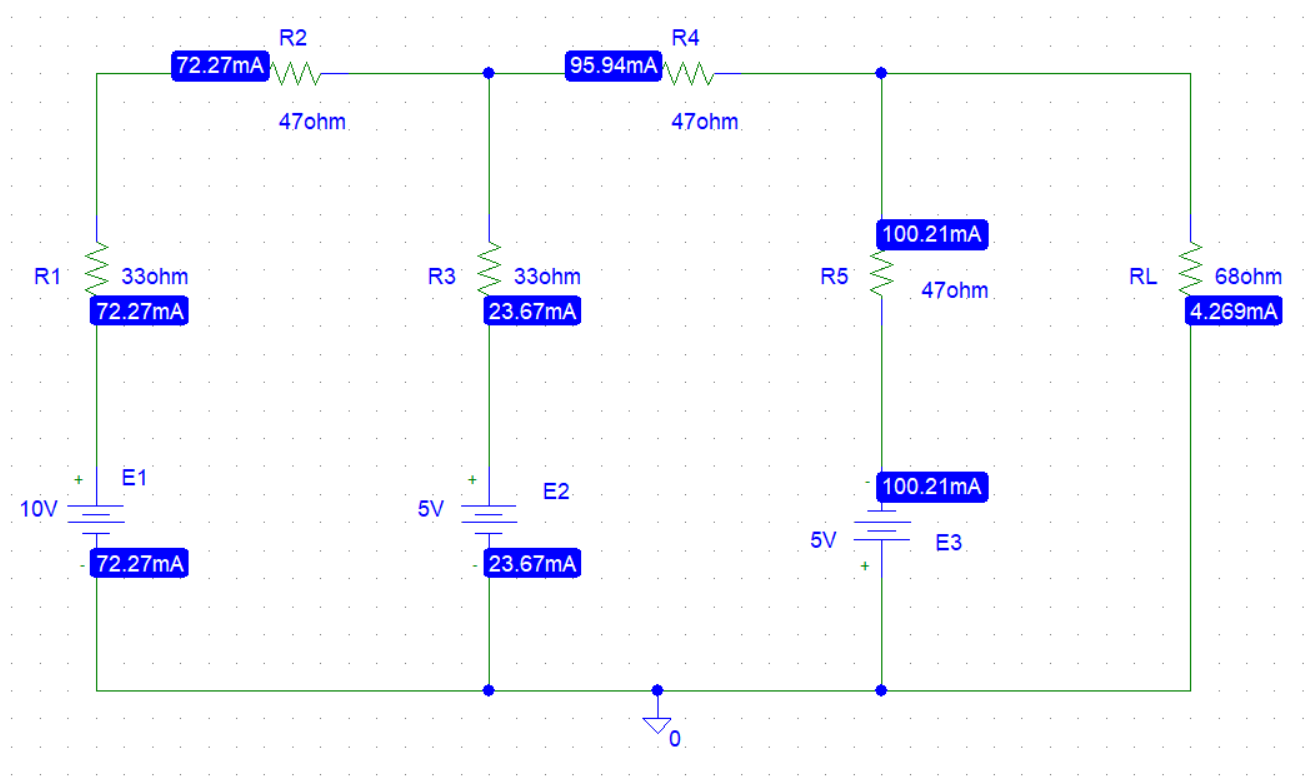 R2
R4
72.27mA
95.94mA
47ohm
47ohm
100.21mA
R1
33ohm
R3
33ohm
R5
47ohm
RL
68ohm
72.27mA
23.67mA
4.269mA
+
E1
+
E2
-
100.21mA
10V
5V
5V
E3
-
72.27mA
-
23.67mA
+
0